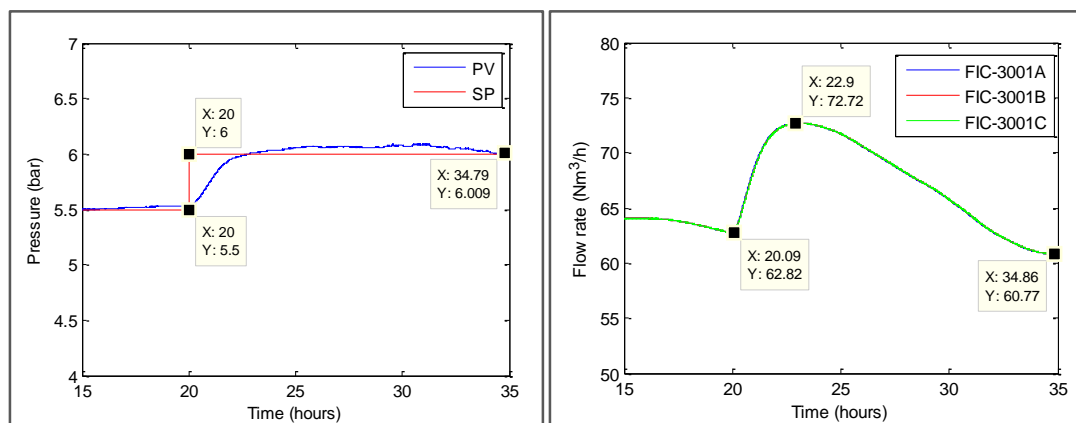 7
6.5
6
5.5
5
4.5
4
15
20
25
30
35
Pressure (bar)
Time (hours)
PV
SP
X: 20
Y: 6
X: 20
Y: 5.5
X: 34.79
Y: 6.009
80
75
70
65
60
55
50
15
20
25
30
35
Flow rate (Nm³/h)
Time (hours)
FIC-3001A
FIC-3001B
FIC-3001C
X: 22.9
Y: 72.72
X: 20.09
Y: 62.82
X: 34.86
Y: 60.77